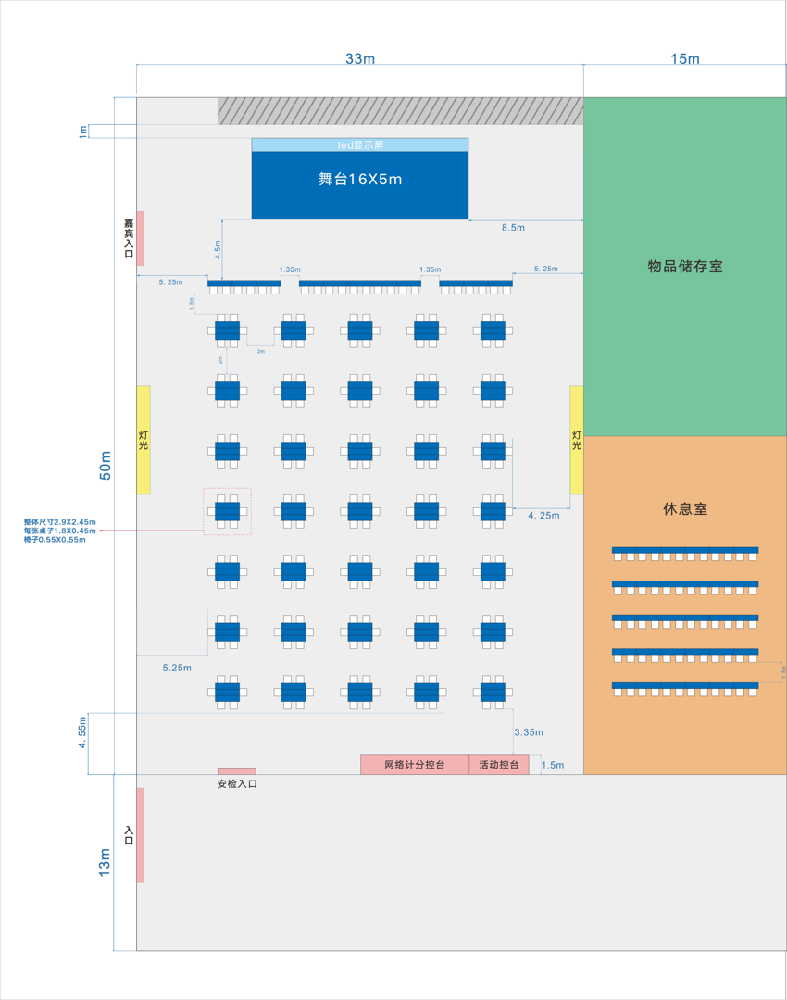 33m
15m
1m
led显示屏
舞台16X5m
嘉宾入口
8.5m
4.5m
物品储存室
1.35m
1.35m
5.25m
5.25m
1.5m
2m
2m
灯光
灯光
50m
休息室
4.25m
整体尺寸2.9X2.45m
每张桌子1.8X0.45m
椅子0.55X0.55m
5.25m
1.5m
4.55m
3.35m
网络计分控台
活动控台
1.5m
安检入口
入口
13m